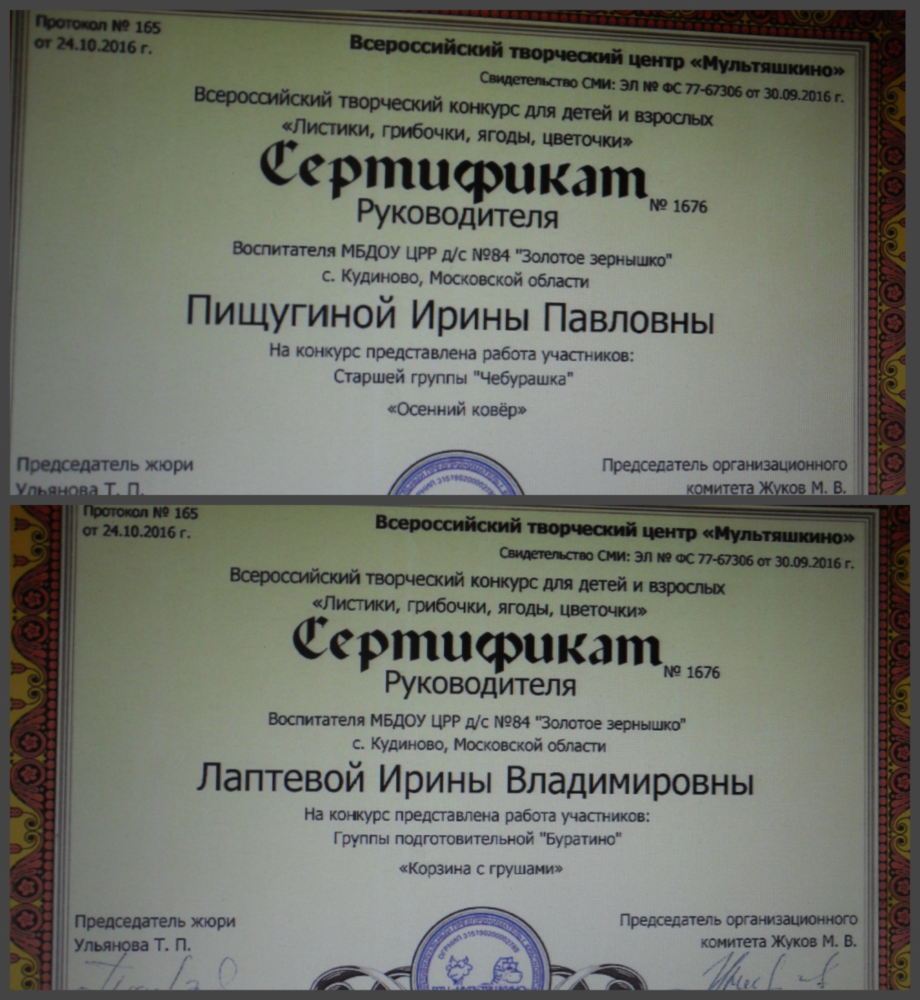 Протокол № 165
от 24.10.2016 г.
Всероссийский творческий центр «Мультяшкино»
Свидетельство СМИ: ЭЛ № ФС 77-67306 от 30.09.2016 г.
Всероссийский творческий конкурс для детей и взрослых
«Листики, грибочки, ягоды, цветочки»
Сертификат
№ 1676
Руководителя
Воспитателя МБДОУ ЦРР д/с №84 "Золотое зернышко"
с. Кудиново, Московской области
Пищугиной Ирины Павловны
На конкурс представлена работа участников:
Старшей группы "Чебурашка"
«Осенний ковёр»
Председатель жюри
Ульянова Т. П.
Председатель организационного
комитета Жуков М. В.
Протокол № 165
от 24.10.2016 г.
Всероссийский творческий центр «Мультяшкино»
Свидетельство СМИ: ЭЛ № ФС 77-67306 от 30.09.2016 г.
Всероссийский творческий конкурс для детей и взрослых
«Листики, грибочки, ягоды, цветочки»
Сертификат
№ 1676
Руководителя
Воспитателя МБДОУ ЦРР д/с №84 "Золотое зернышко"
с. Кудиново, Московской области
Лаптевой Ирины Владимировны
На конкурс представлена работа участников:
Группы подготовительной "Буратино"
«Корзина с грушами»
Председатель жюри
Ульянова Т. П.
Председатель организационного
комитета Жуков М. В.